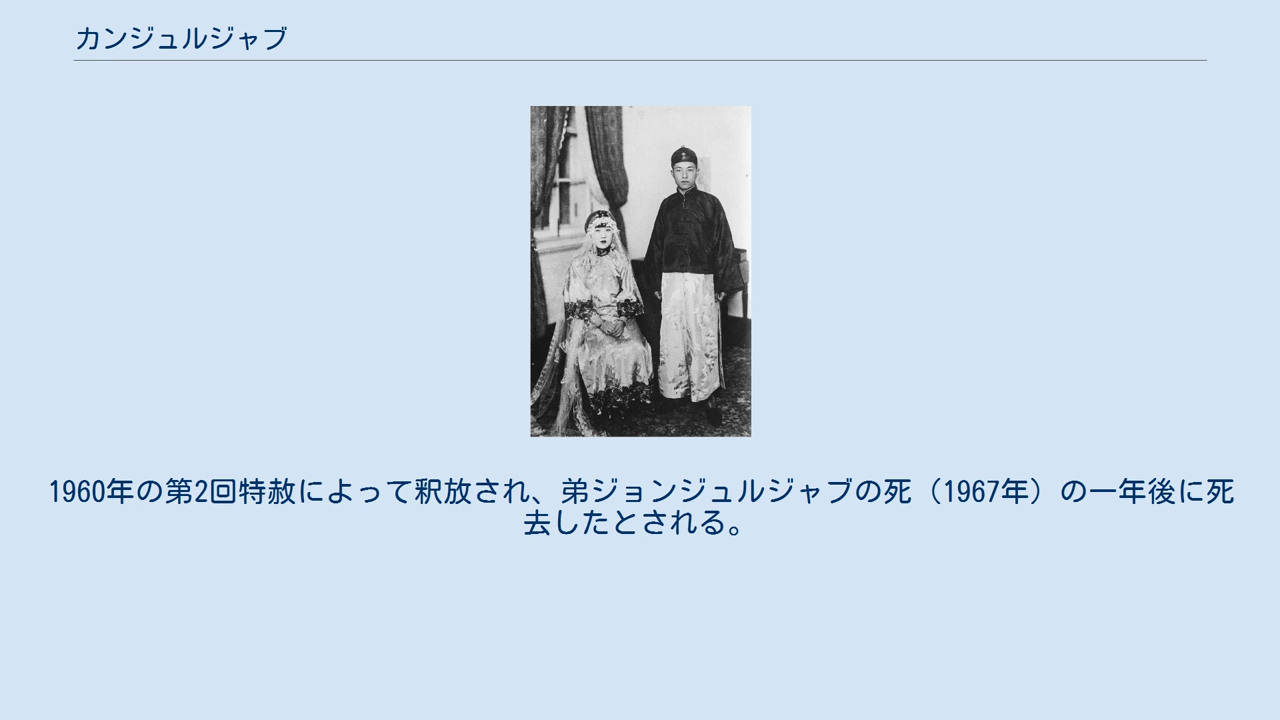 カンジュルジャブ
1960年の第2回特赦によって釈放され、弟ジョンジュルジャブの死（1967年）の一年後に死
去したとされる。